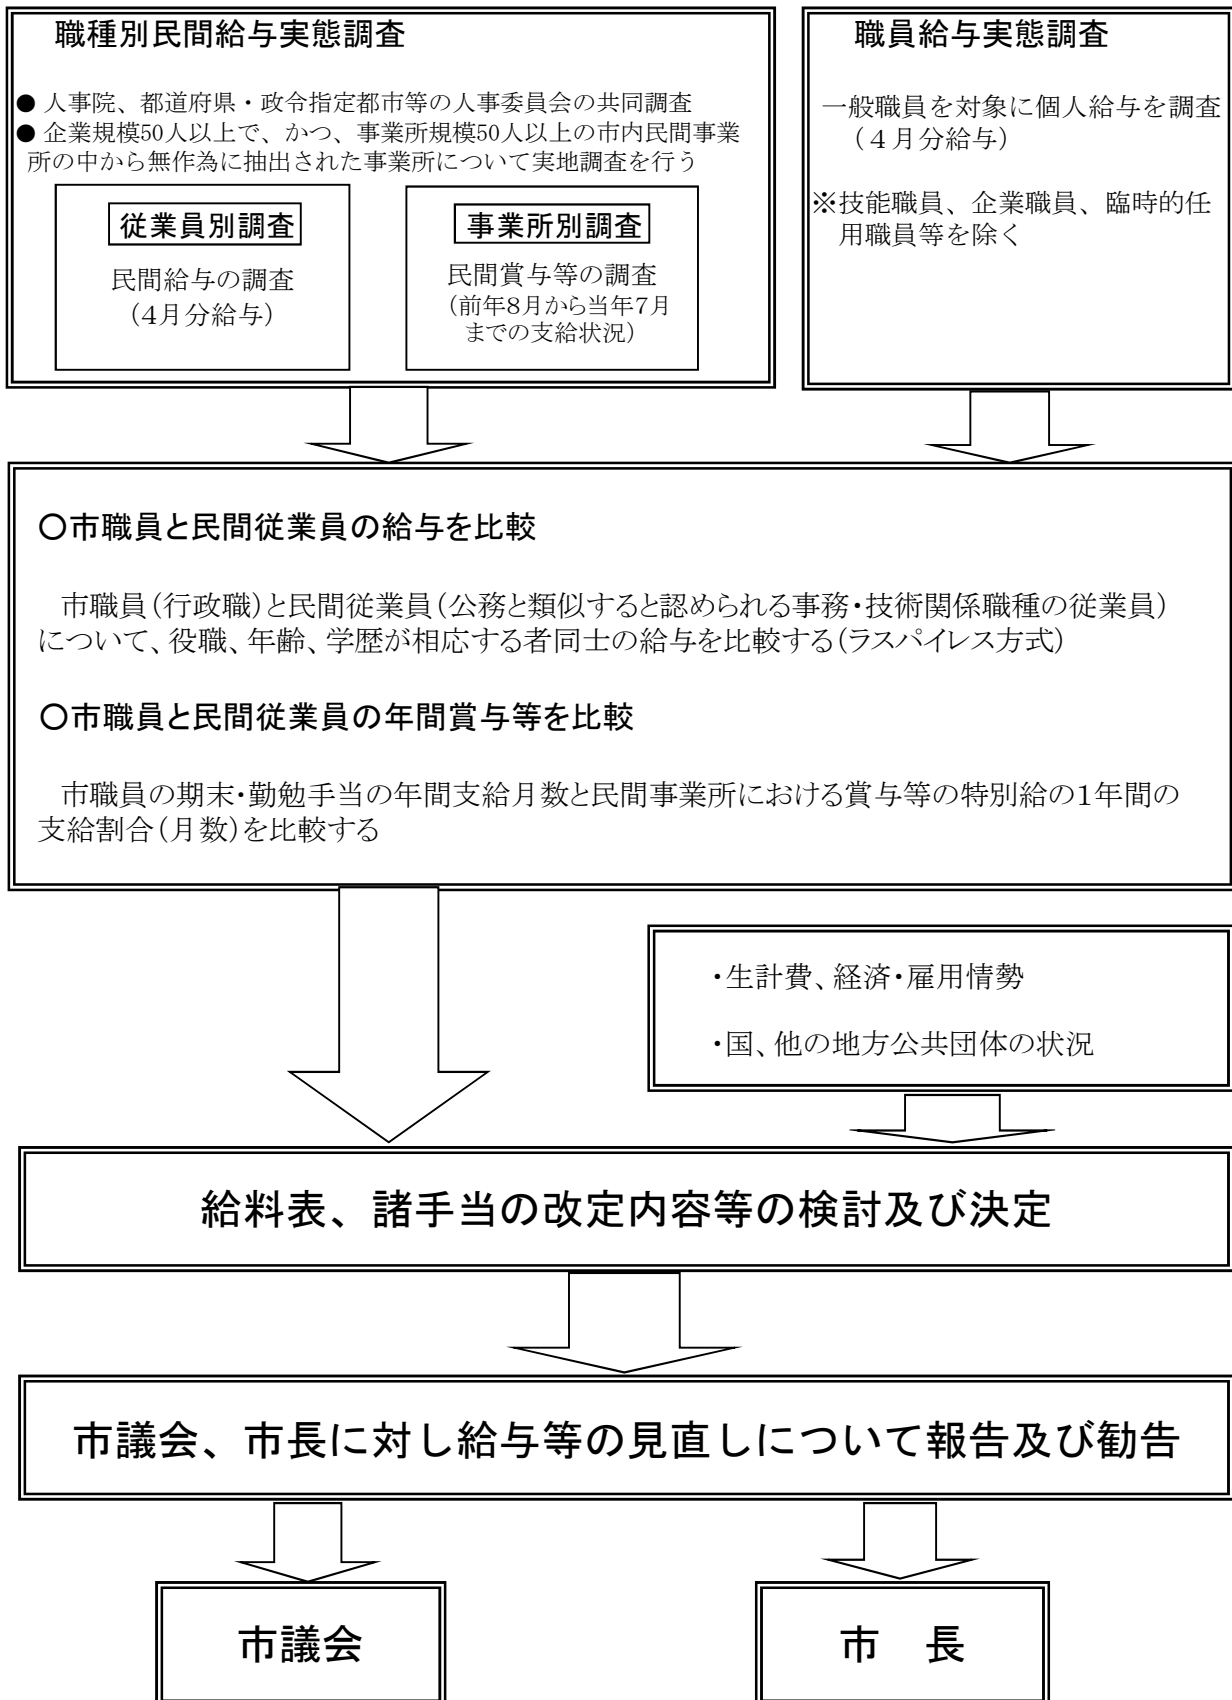 職種別民間給与実態調査
● 人事院、都道府県・政令指定都市等の人事委員会の共同調査
● 企業規模50人以上で、かつ、事業所規模50人以上の市内民間事業
所の中から無作為に抽出された事業所について実地調査を行う
従業員別調査
民間給与の調査
(4月分給与)
事業所別調査
民間賞与等の調査
(前年8月から当年7月
までの支給状況)
職員給与実態調査
一般職員を対象に個人給与を調査
(4月分給与)
※技能職員、企業職員、臨時的任
用職員等を除く
○市職員と民間従業員の給与を比較
市職員(行政職)と民間従業員(公務と類似すると認められる事務・技術関係職種の従業員)
について、役職、年齢、学歴が相応する者同士の給与を比較する(ラスパイレス方式)
○市職員と民間従業員の年間賞与等を比較
市職員の期末・勤勉手当の年間支給月数と民間事業所における賞与等の特別給の1年間の
支給割合(月数)を比較する
・生計費、経済・雇用情勢
・国、他の地方公共団体の状況
給料表、諸手当の改定内容等の検討及び決定
市議会、市長に対し給与等の見直しについて報告及び勧告
市議会
市　長